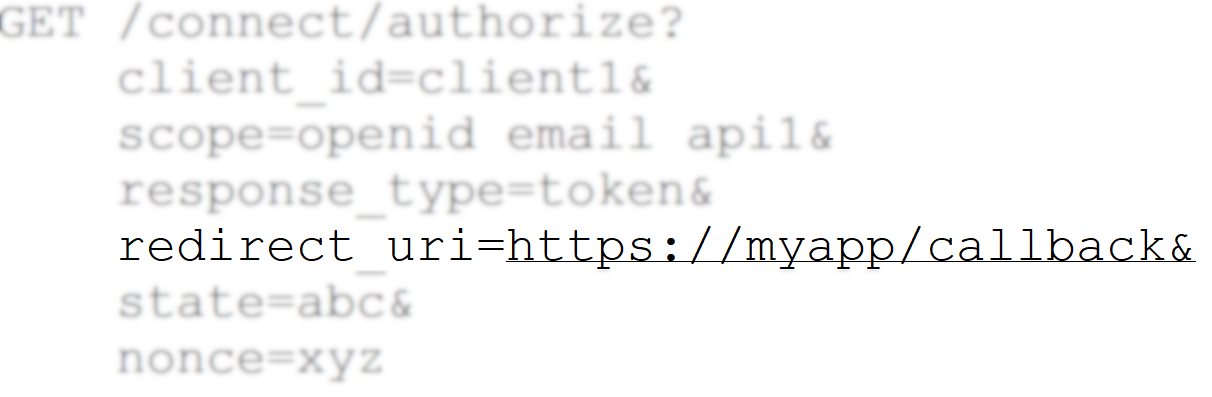 GET /connect/authorize?
client_id=client1&
scope=openid email api1&
response_type=token&
redirect_uri=https://myapp/callback&
state=abc&
nonce=xyz